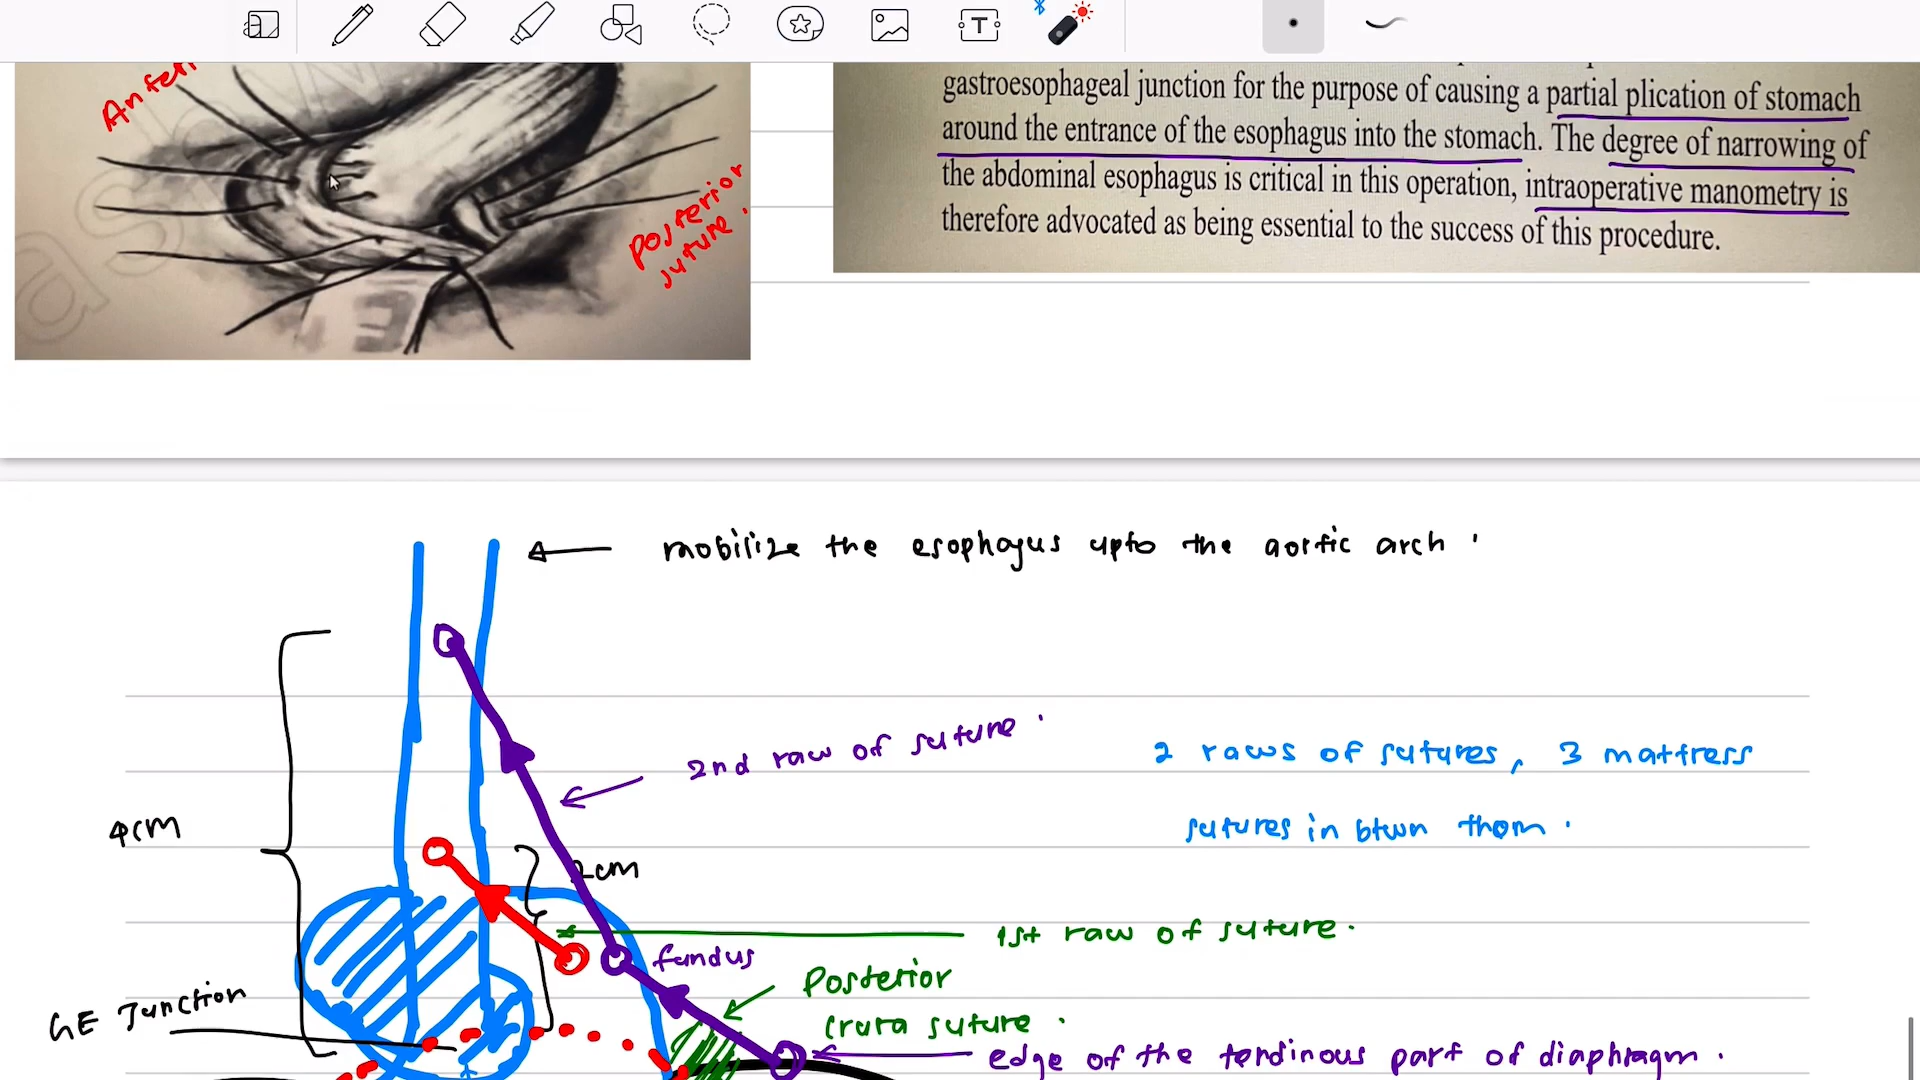 T
Anteri
posterior
suture.
gastroesophageal junction for the purpose of causing a partial plication of stomach
around the entrance of the esophagus into the stomach. The degree of narrowing of
the abdominal esophagus is critical in this operation, intraoperative manometry is
therefore advocated as being essential to the success of this procedure.
mobilize the esophagus upto the aortic arch.
2nd raw of suture.
2 raws of sutures, 3 mattress
sutures in btwn them.
4cm
2cm
1st raw of suture.
fundus
Posterior
crura suture.
GE Junction
edge of the tendinous part of diaphragm.